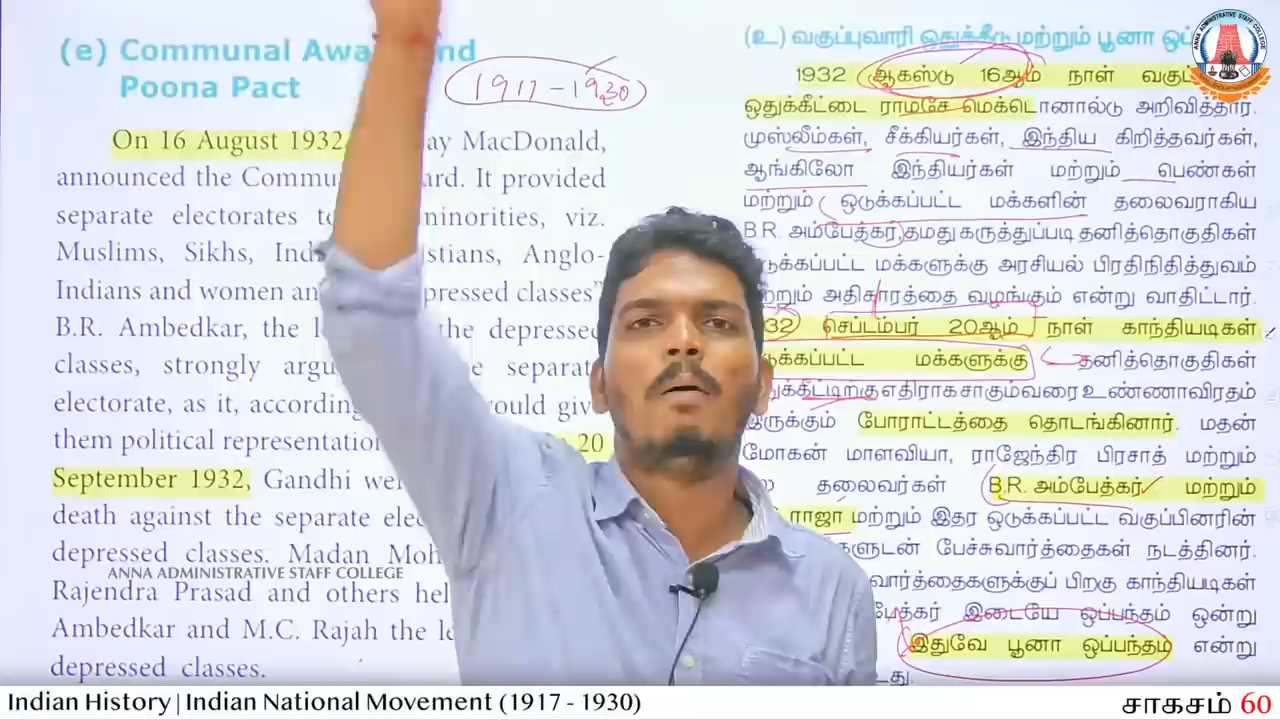 (e) Communal Awa nd
Poona Pact
1917 - 1930
On 16 August 1932, ay MacDonald,
announced the Commu ard. It provided
separate electorates to minorities, viz.
Muslims, Sikhs, Ind stians, Anglo-
Indians and women an pressed classes”
B.R. Ambedkar, the l the depressed
classes, strongly argu e separat
electorate, as it, according ould give
them political representation 20
September 1932, Gandhi we
death against the separate elec
depressed classes. Madan Moh
ANNA ADMINISTRATIVE STAFF COLLEGE
Rajendra Prasad and others hel
Ambedkar and M.C. Rajah the le
depressed classes.
(உ) வகுப்புவாரி ஒதுக்கீடு மற்றும் பூனா ஒப்
1932 ஆகஸ்டு 16ஆம் நாள் வகுப்
ஒதுக்கீட்டை ராம்சே மெக்டொனால்டு அறிவித்தார்.
முஸ்லீம்கள், சீக்கியர்கள், இந்திய கிறித்தவர்கள்,
ஆங்கிலோ இந்தியர்கள் மற்றும் பெண்கள்
மற்றும் ஒடுக்கப்பட்ட மக்களின் தலைவராகிய
B.R. அம்பேத்கர், தமது கருத்துப்படி தனித்தொகுதிகள்
டுக்கப்பட்ட மக்களுக்கு அரசியல் பிரதிநிதித்துவம்
ற்றும் அதிகாரத்தை வழங்கும் என்று வாதிட்டார்.
32 செப்டம்பர் 20ஆம் நாள் காந்தியடிகள்
டுக்கப்பட்ட மக்களுக்கு தனித்தொகுதிகள்
துக்கீட்டிற்கு எதிராக சாகும்வரை உண்ணாவிரதம்
இருக்கும் போராட்டத்தை தொடங்கினார். மதன்
மோகன் மாளவியா, ராஜேந்திர பிரசாத் மற்றும்
ல தலைவர்கள் B.R. அம்பேத்கர் மற்றும்
ராஜா மற்றும் இதர ஒடுக்கப்பட்ட வகுப்பினரின்
களுடன் பேச்சுவார்த்தைகள் நடத்தினர்.
வார்த்தைகளுக்குப் பிறகு காந்தியடிகள்
பேத்கர் இடையே ஒப்பந்தம் ஒன்று
இதுவே பூனா ஒப்பந்தம் என்று
டது.
ANNA ADMINISTRATIVE STAFF COLLEGE
Indian History | Indian National Movement (1917 - 1930)
சாகசம் 60